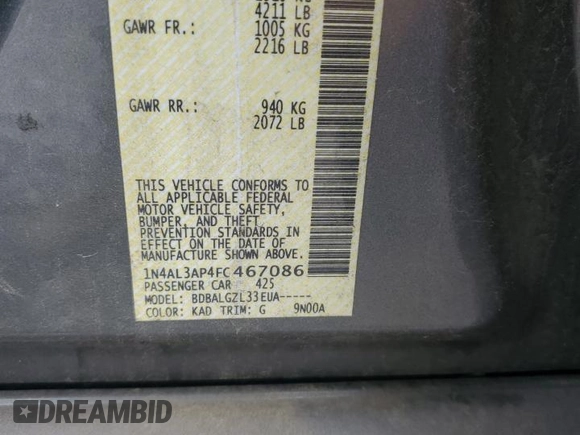 4211 LB
GAWR FR: 1005 KG
2216 LB
GAWR RR: 940 KG
2072 LB
THIS VEHICLE CONFORMS TO
ALL APPLICABLE FEDERAL
MOTOR VEHICLE SAFETY,
BUMPER, AND THEFT
PREVENTION STANDARDS IN
EFFECT ON THE DATE OF
MANUFACTURE SHOWN ABOVE.
1N4AL3AP4FC467086
PASSENGER CAR 425
MODEL: BDBALGZL33EUA-----
COLOR: KAD TRIM: G 9N00A
DREAMBID